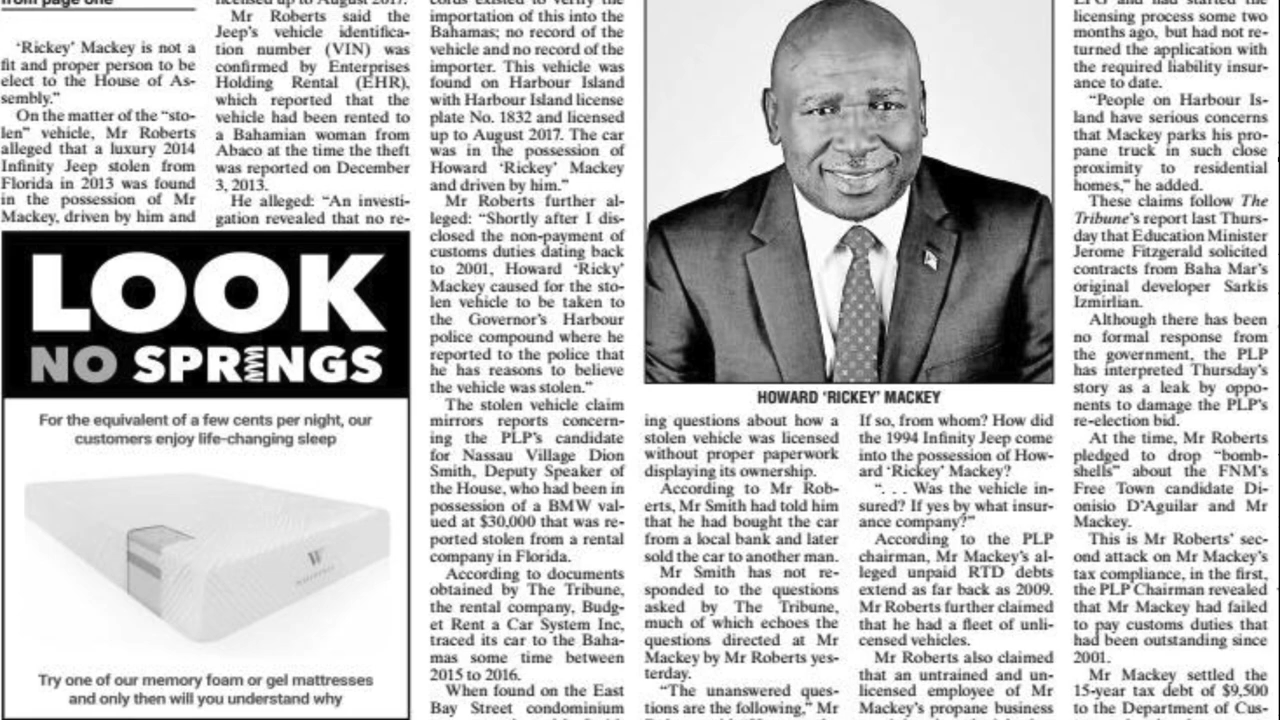 from page one
'Rickey' Mackey is not a
fit and proper person to be
elect to the House of As-
sembly."
On the matter of the "sto-
len" vehicle, Mr Roberts
alleged that a luxury 2014
Infinity Jeep stolen from
Florida in 2013 was found
in the possession of Mr
Mackey, driven by him and
licensed up to August 2017.
Mr Roberts said the
Jeep's vehicle identifica-
tion number (VIN) was
confirmed by Enterprises
Holding Rental (EHR),
which reported that the
vehicle had been rented to
a Bahamian woman from
Abaco at the time the theft
was reported on December
3, 2013.
He alleged: "An investi-
gation revealed that no re-
cords existed to verify the
importation of this into the
Bahamas; no record of the
vehicle and no record of the
importer. This vehicle was
found on Harbour Island
with Harbour Island license
plate No. 1832 and licensed
up to August 2017. The car
was in the possession of
Howard 'Rickey' Mackey
and driven by him."
Mr Roberts further al-
leged: "Shortly after I dis-
closed the non-payment of
customs duties dating back
to 2001, Howard 'Ricky'
Mackey caused for the sto-
len vehicle to be taken to
the Governor's Harbour
police compound where he
reported to the police that
he has reasons to believe
the vehicle was stolen."
The stolen vehicle claim
mirrors reports concern-
ing the PLP's candidate
for Nassau Village Dion
Smith, Deputy Speaker of
the House, who had been in
possession of a BMW val-
ued at $30,000 that was re-
ported stolen from a rental
company in Florida.
According to documents
obtained by The Tribune,
the rental company, Budg-
et Rent a Car System Inc,
traced its car to the Baha-
mas some time between
2015 to 2016.
When found on the East
Bay Street condominium
HOWARD 'RICKEY' MACKEY
ing questions about how a
stolen vehicle was licensed
without proper paperwork
displaying its ownership.
According to Mr Rob-
erts, Mr Smith had told him
that he had bought the car
from a local bank and later
sold the car to another man.
Mr Smith has not re-
sponded to the questions
asked by The Tribune,
much of which echoes the
questions directed at Mr
Mackey by Mr Roberts yes-
terday.
"The unanswered ques-
tions are the following," Mr
If so, from whom? How did
the 1994 Infinity Jeep come
into the possession of How-
ard 'Rickey' Mackey?
". . . Was the vehicle in-
sured? If yes by what insur-
ance company?"
According to the PLP
chairman, Mr Mackey's al-
leged unpaid RTD debts
extend as far back as 2009.
Mr Roberts further claimed
that he had a fleet of unli-
censed vehicles.
Mr Roberts also claimed
that an untrained and un-
licensed employee of Mr
Mackey's propane business
LPG and had started the
licensing process some two
months ago, but had not re-
turned the application with
the required liability insur-
ance to date.
"People on Harbour Is-
land have serious concerns
that Mackey parks his pro-
pane truck in such close
proximity to residential
homes," he added.
These claims follow The
Tribune's report last Thurs-
day that Education Minister
Jerome Fitzgerald solicited
contracts from Baha Mar's
original developer Sarkis
Izmirlian.
Although there has been
no formal response from
the government, the PLP
has interpreted Thursday's
story as a leak by oppo-
nents to damage the PLP's
re-election bid.
At the time, Mr Roberts
pledged to drop "bomb-
shells" about the FNM's
Free Town candidate Di-
onisio D'Aguilar and Mr
Mackey.
This is Mr Roberts' sec-
ond attack on Mr Mackey's
tax compliance, in the first,
the PLP Chairman revealed
that Mr Mackey had failed
to pay customs duties that
had been outstanding since
2001.
Mr Mackey settled the
15-year tax debt of $9,500
to the Department of Cus-
LOOK
NO SPRINGS
For the equivalent of a few cents per night, our
customers enjoy life-changing sleep
W
Try one of our memory foam or gel mattresses
and only then will you understand why